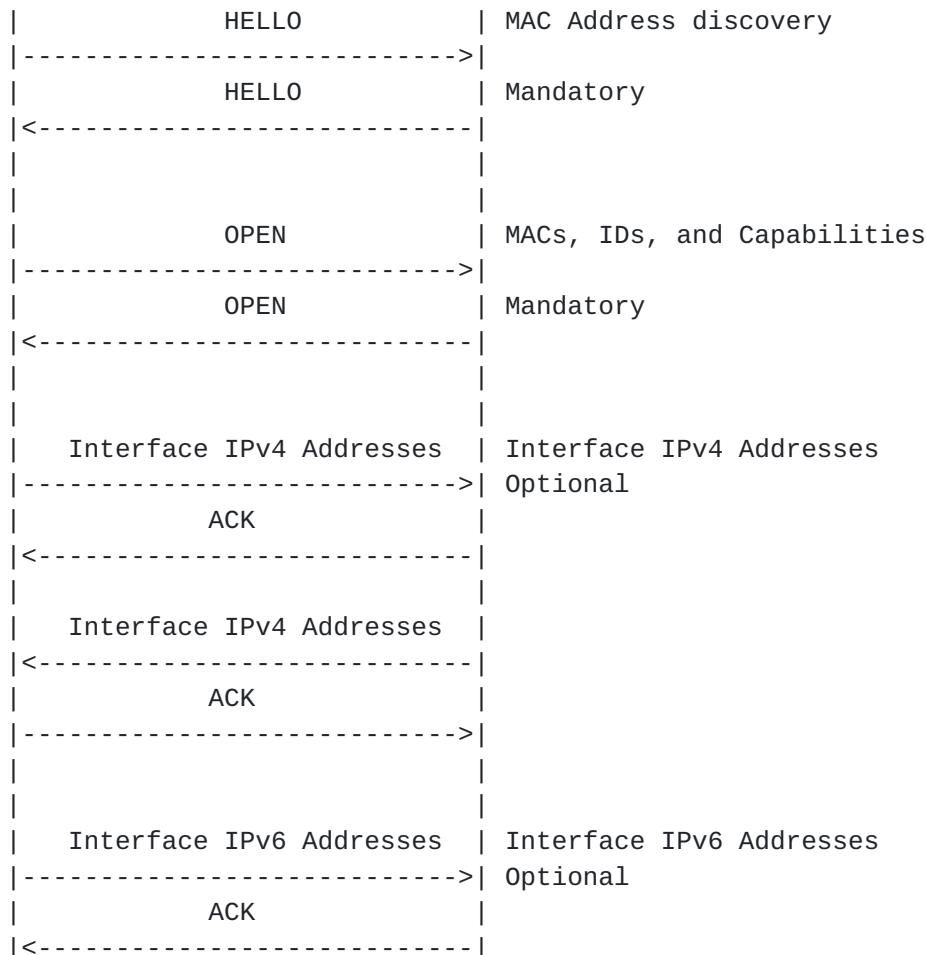 |             HELLO           | MAC Address discovery
|---------------------------->|
|             HELLO           | Mandatory
|<----------------------------|
|                             |
|                             |
|             OPEN            | MACs, IDs, and Capabilities
|---------------------------->|
|             OPEN            | Mandatory
|<----------------------------|
|                             |
|                             |
|   Interface IPv4 Addresses  | Interface IPv4 Addresses
|---------------------------->| Optional
|            ACK              |
|<----------------------------|
|                             |
|   Interface IPv4 Addresses  |
|<----------------------------|
|            ACK              |
|---------------------------->|
|                             |
|                             |
|   Interface IPv6 Addresses  | Interface IPv6 Addresses
|---------------------------->| Optional
|            ACK              |
|<----------------------------|